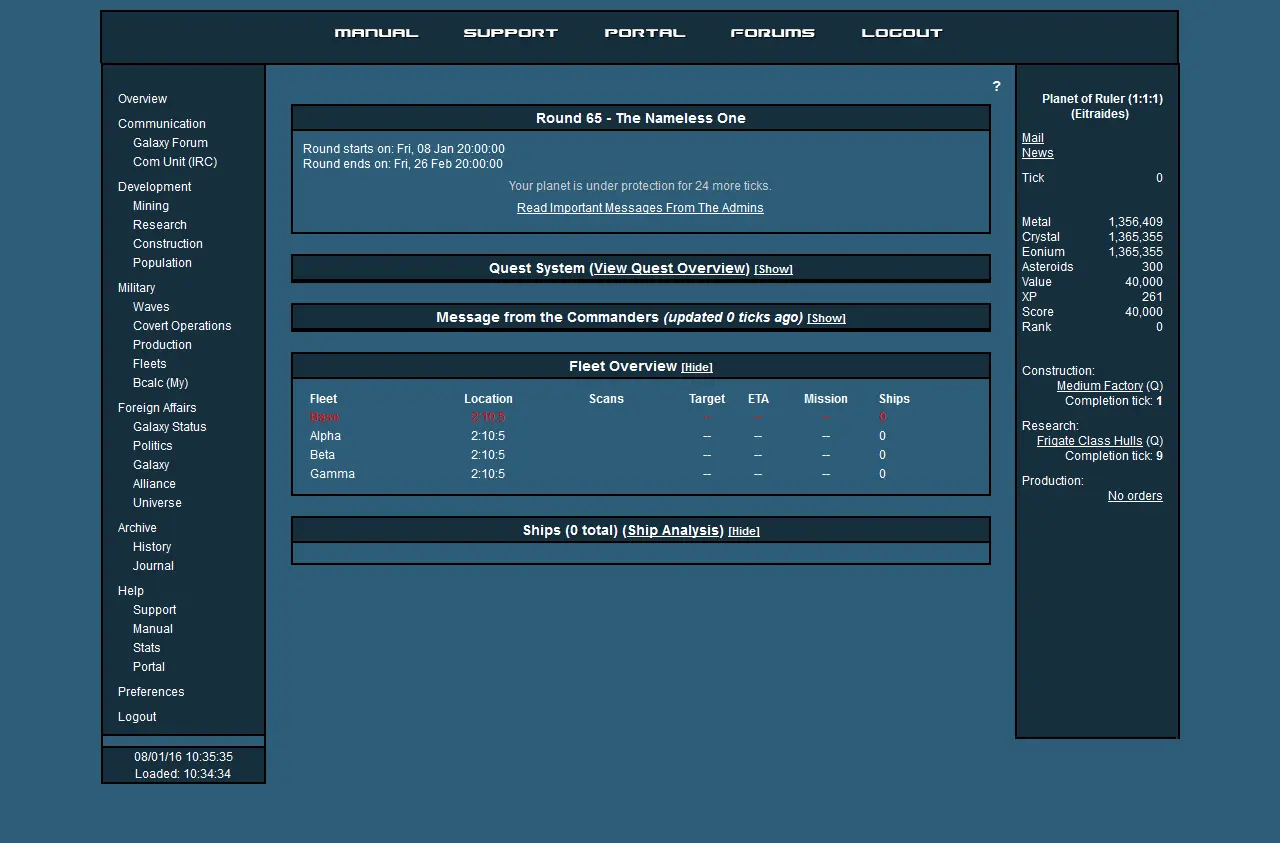 MANUAL SUPPORT PORTAL FORUMS LOGOUT
Overview
Communication
Galaxy Forum
Com Unit (IRC)
Development
Mining
Research
Construction
Population
Military
Waves
Covert Operations
Production
Fleets
Bcalc (My)
Foreign Affairs
Galaxy Status
Politics
Galaxy
Alliance
Universe
Archive
History
Journal
Help
Support
Manual
Stats
Portal
Preferences
Logout
08/01/16 10:35:35
Loaded: 10:34:34
?
Round 65 - The Nameless One
Round starts on: Fri, 08 Jan 20:00:00
Round ends on: Fri, 26 Feb 20:00:00
Your planet is under protection for 24 more ticks.
Read Important Messages From The Admins
Quest System (View Quest Overview) [Show]
Message from the Commanders (updated 0 ticks ago) [Show]
Fleet Overview [Hide]
Fleet Location Scans Target ETA Mission Ships
Base 2:10:5 -- -- -- 0
Alpha 2:10:5 -- -- -- 0
Beta 2:10:5 -- -- -- 0
Gamma 2:10:5 -- -- -- 0
Ships (0 total) (Ship Analysis) [Hide]
Planet of Ruler (1:1:1)
(Eitraides)
Mail
News
Tick 0
Metal 1,356,409
Crystal 1,365,355
Eonium 1,365,355
Asteroids 300
Value 40,000
XP 261
Score 40,000
Rank 0
Construction:
Medium Factory (Q)
Completion tick: 1
Research:
Frigate Class Hulls (Q)
Completion tick: 9
Production:
No orders